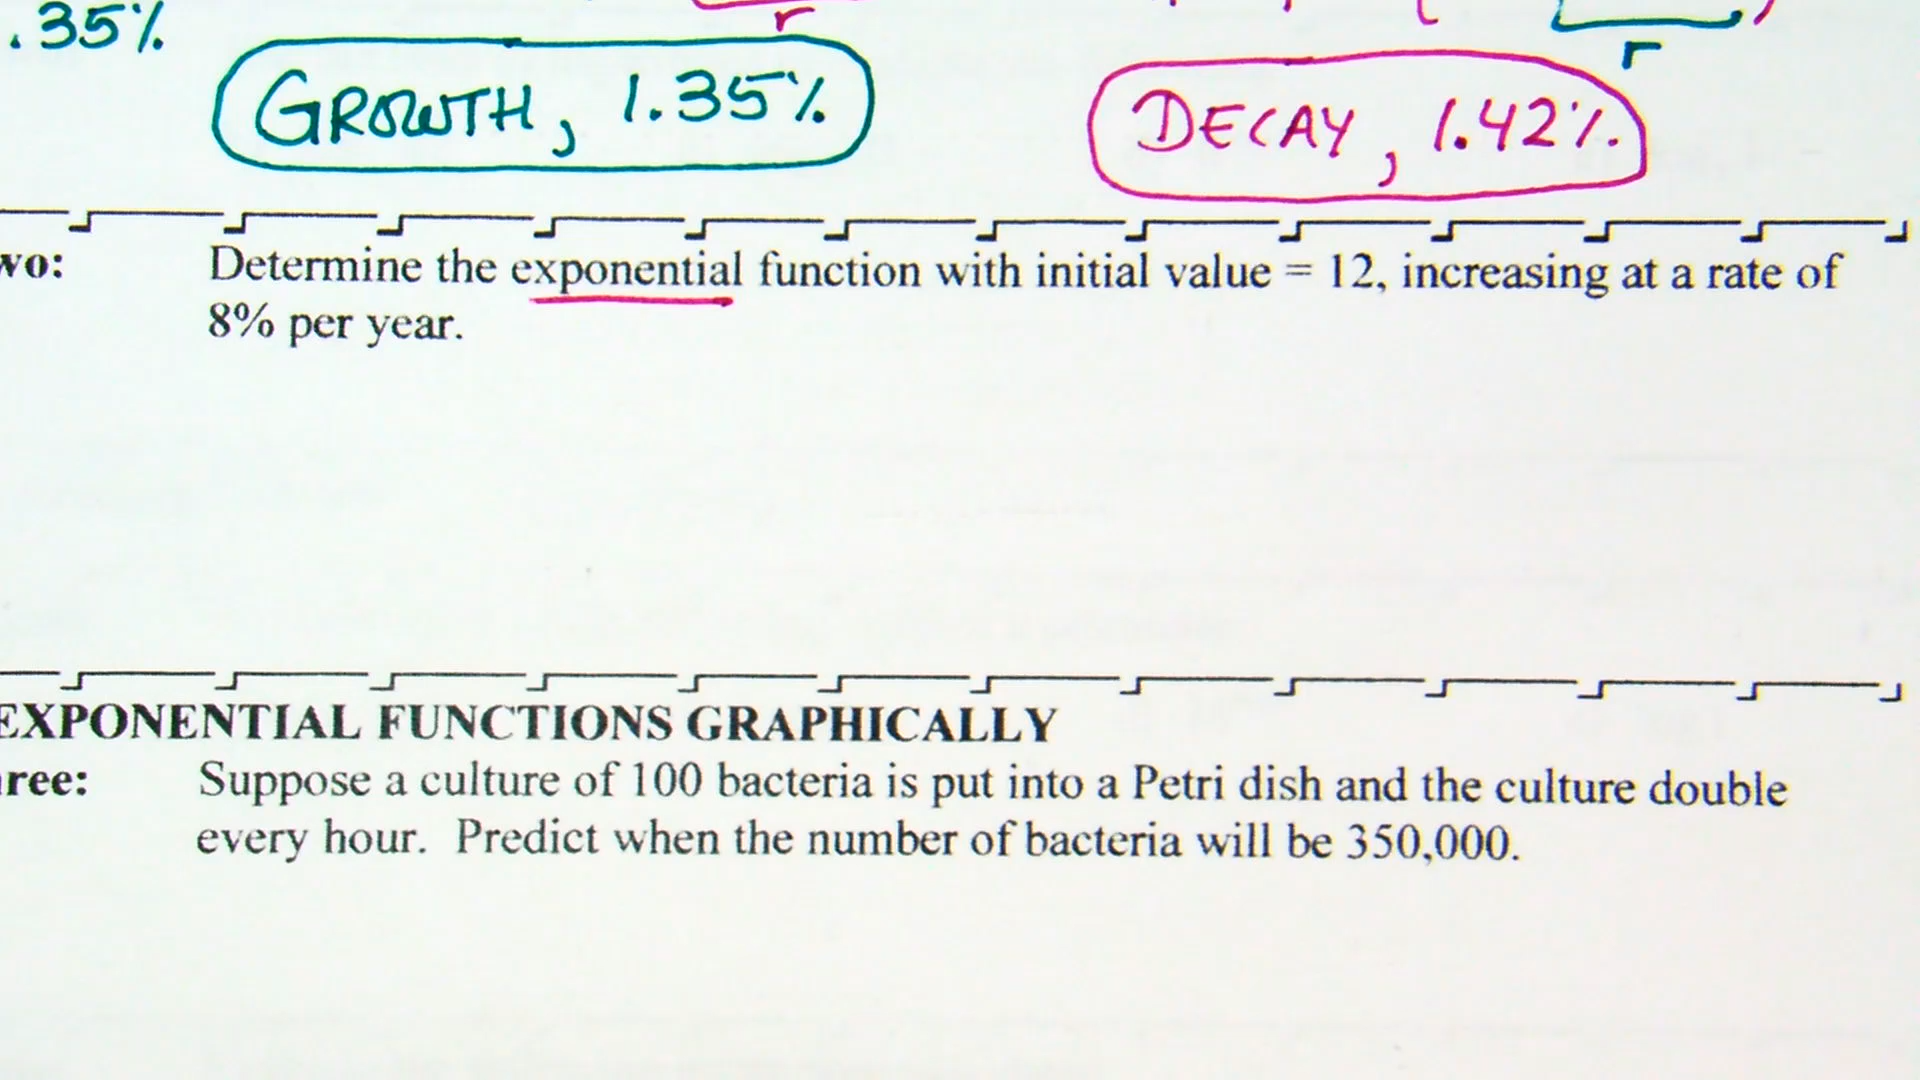 .35%
r
r
GROWTH, 1.35%
DECAY, 1.42%
wo: Determine the exponential function with initial value = 12, increasing at a rate of
8% per year.
EXPONENTIAL FUNCTIONS GRAPHICALLY
ree: Suppose a culture of 100 bacteria is put into a Petri dish and the culture double
every hour. Predict when the number of bacteria will be 350,000.